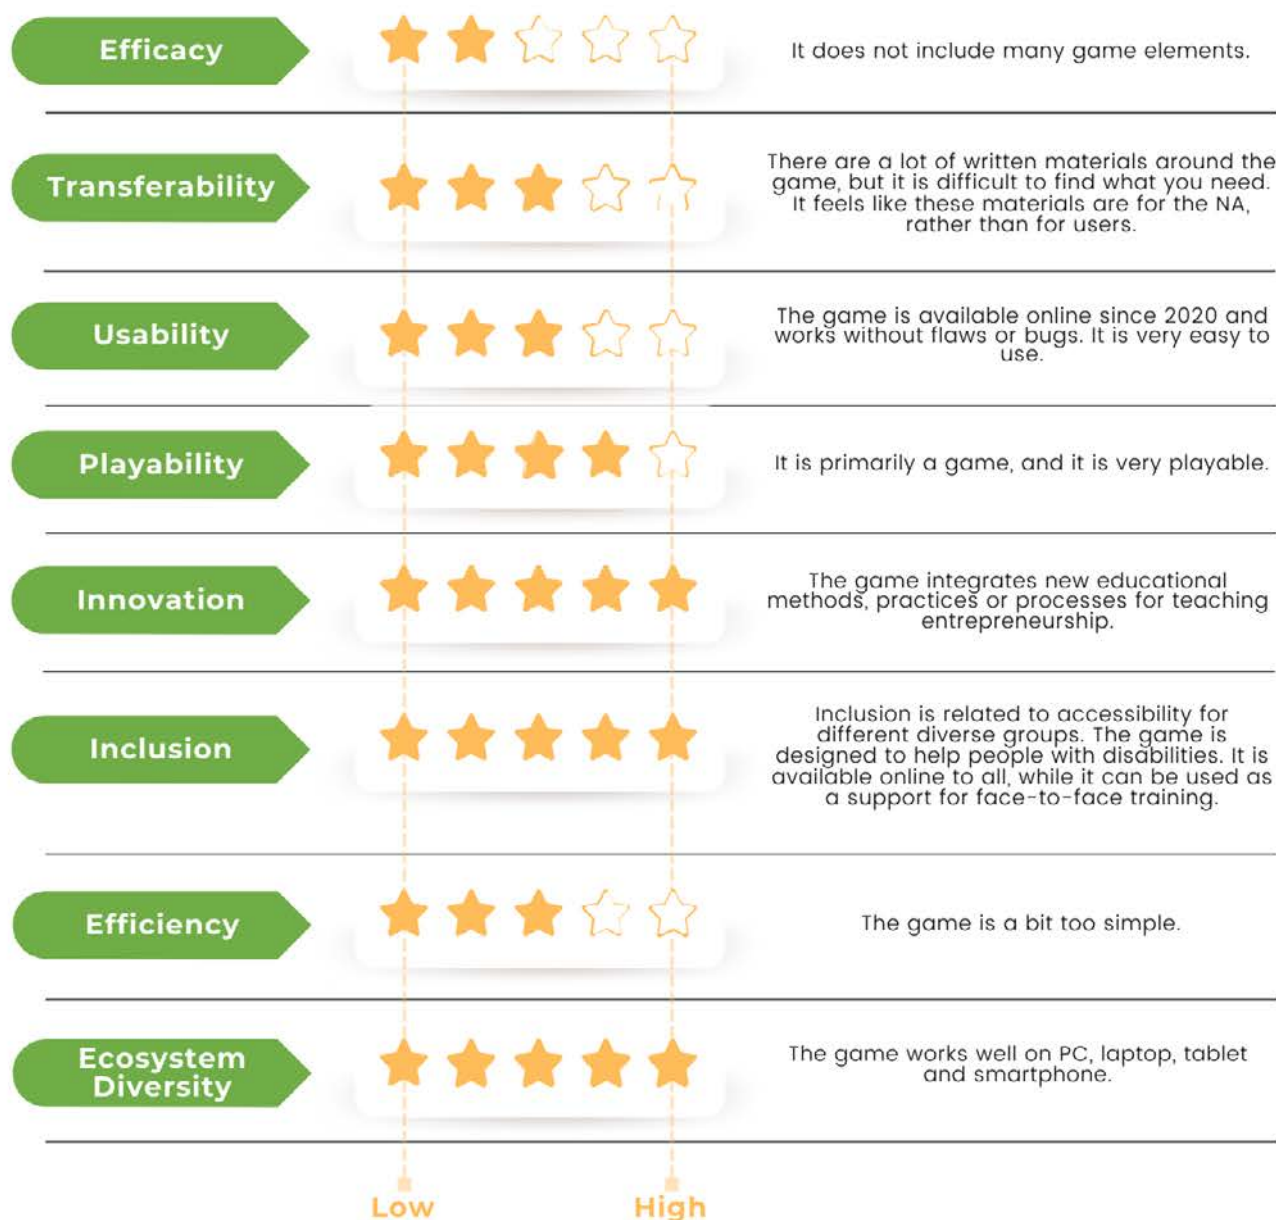 Efficacy
It does not include many game elements.
Transferability
There are a lot of written materials around the
game, but it is difficult to find what you need.
It feels like these materials are for the NA,
rather than for users.
Usability
The game is available online since 2020 and
works without flaws or bugs. It is very easy to
use.
Playability
It is primarily a game, and it is very playable.
Innovation
The game integrates new educational
methods, practices or processes for teaching
entrepreneurship.
Inclusion
Inclusion is related to accessibility for
different diverse groups. The game is
designed to help people with disabilities. It is
available online to all, while it can be used as
a support for face-to-face training.
Efficiency
The game is a bit too simple.
Ecosystem
Diversity
The game works well on PC, laptop, tablet
and smartphone.
Low
High